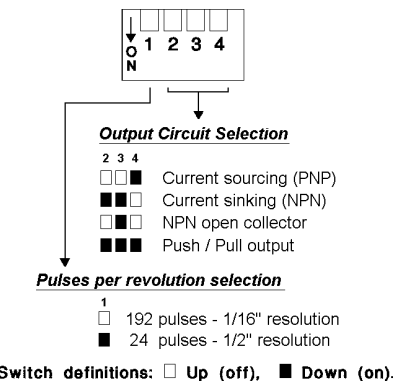 ON 1 2 3 4
Output Circuit Selection
2 3 4
□□■ Current sourcing (PNP)
■■□ Current sinking (NPN)
□■□ NPN open collector
■■■ Push / Pull output
Pulses per revolution selection
1
□ 192 pulses - 1/16" resolution
■ 24 pulses - 1/2" resolution
Switch definitions: □ Up (off), ■ Down (on).